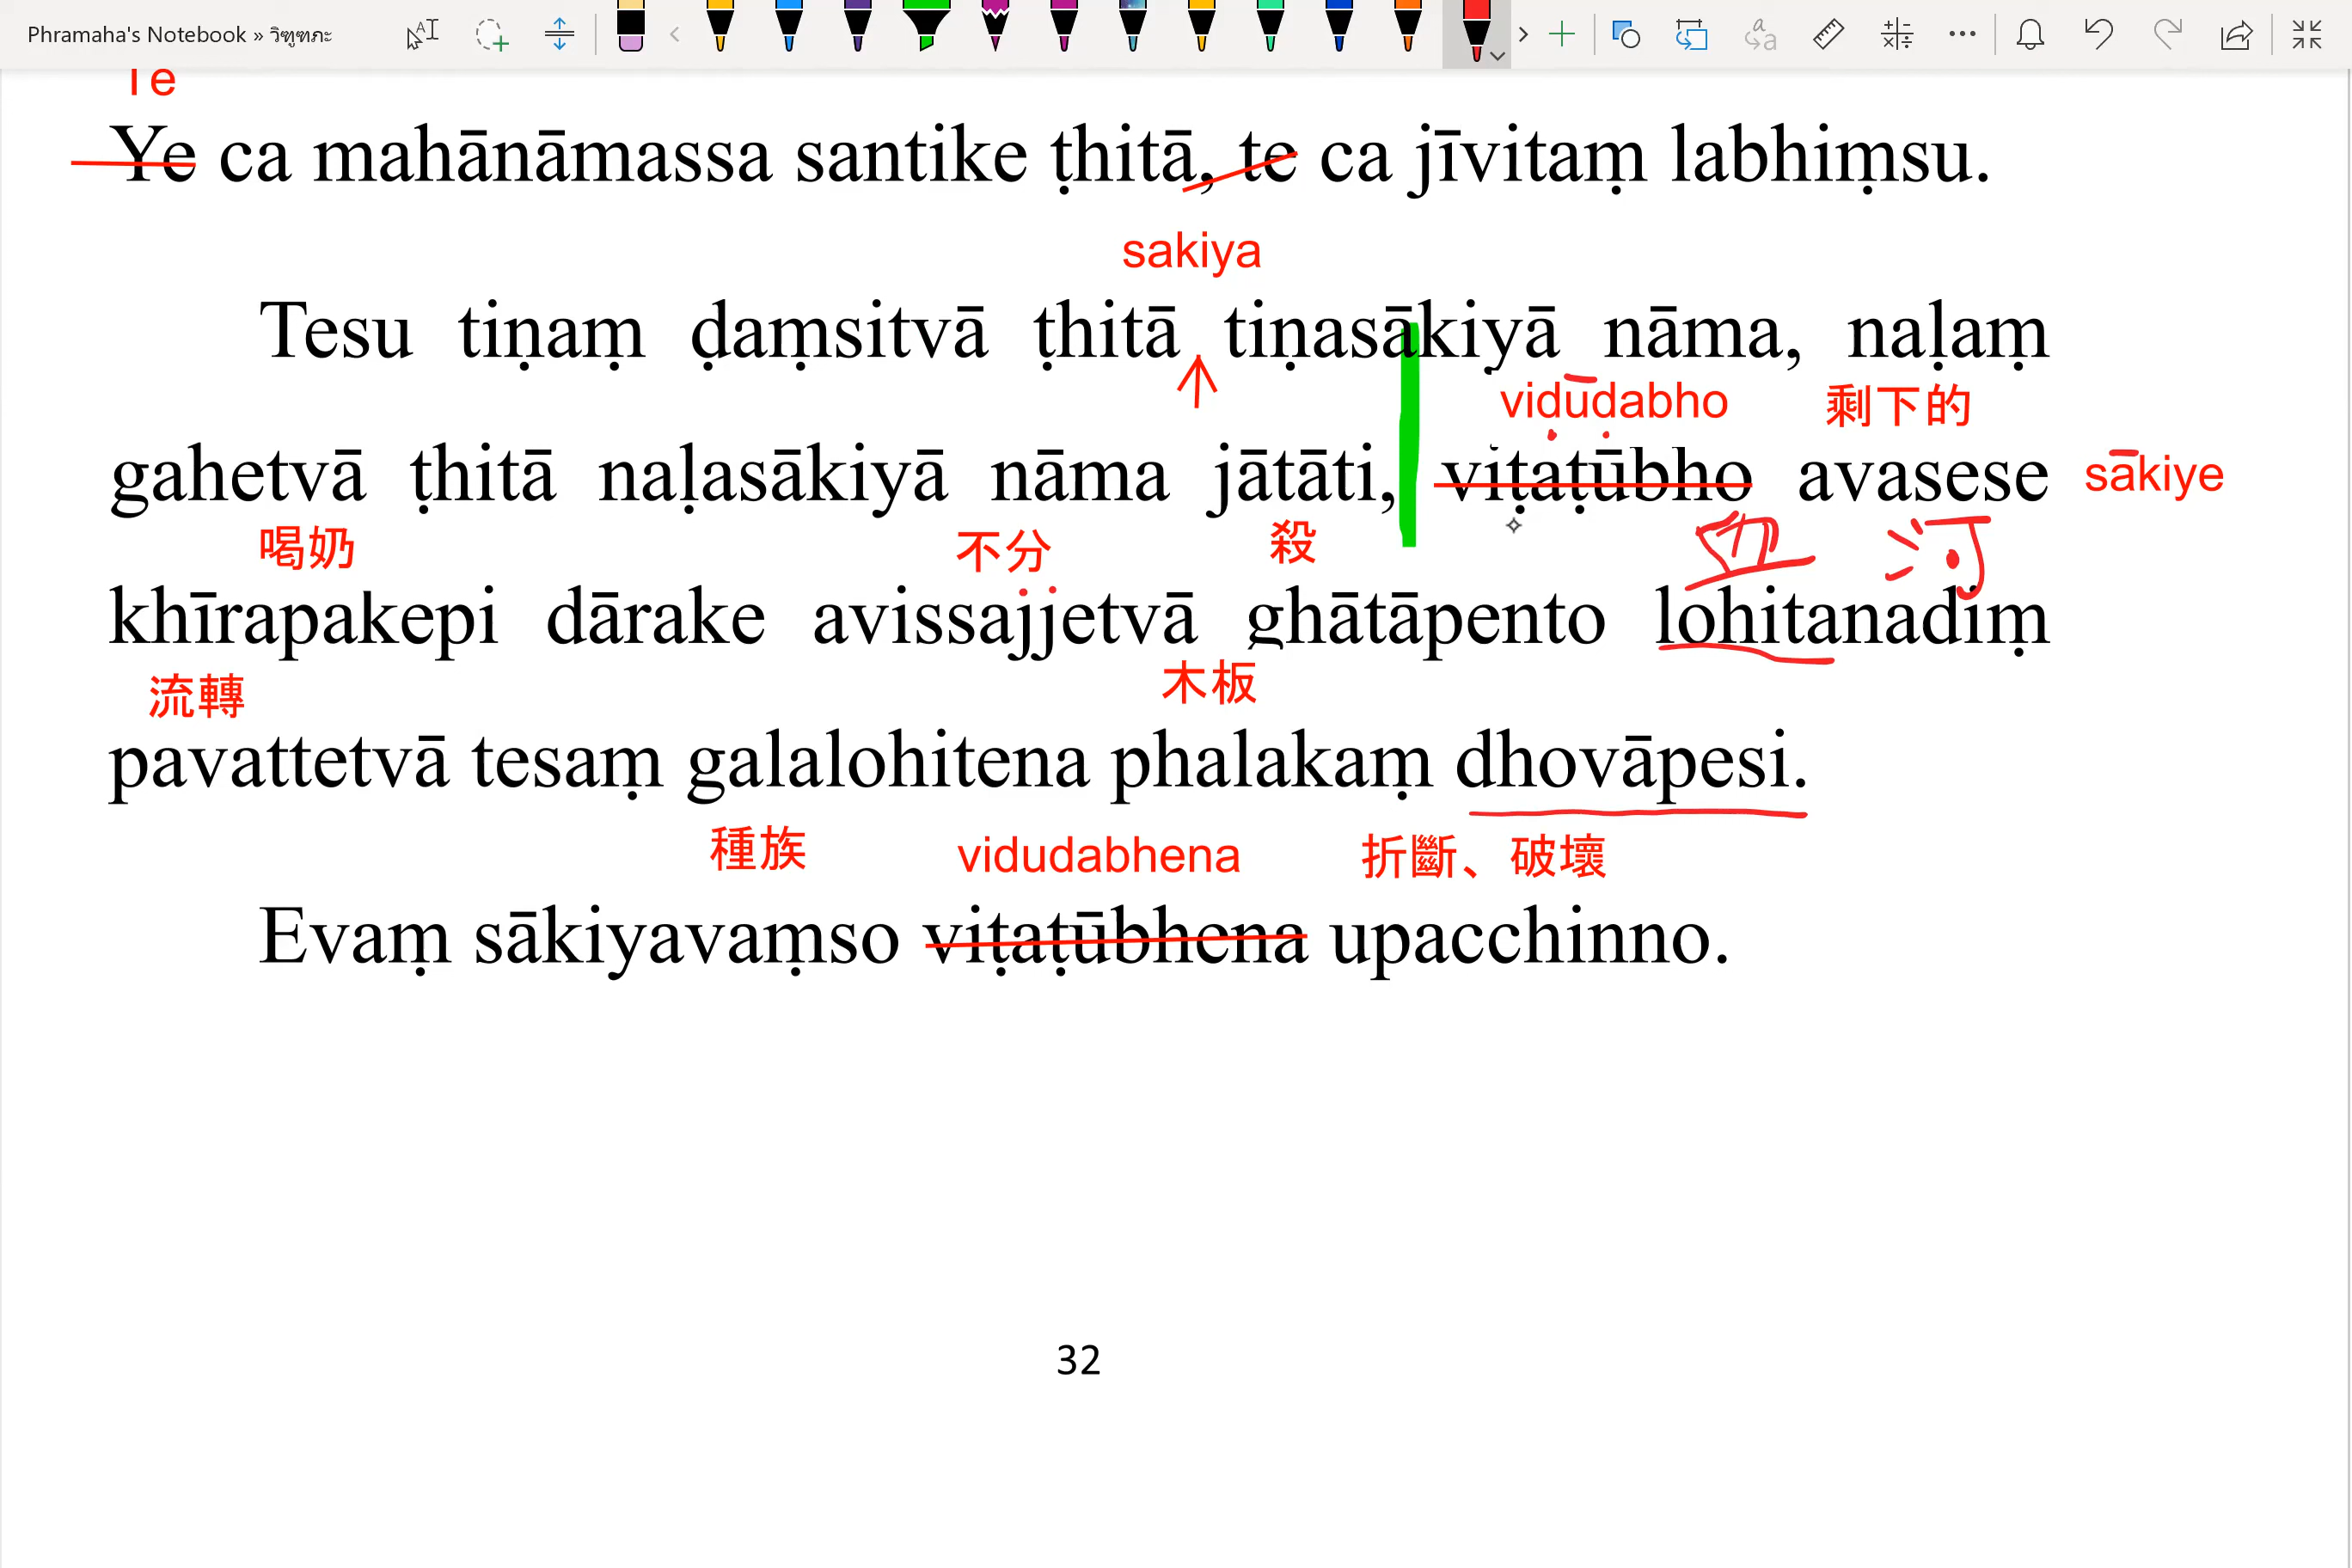 Phramaha's Notebook » วิฑูฑภะ
Te
Ye ca mahānāmassa santike ṭhitā, te ca jīvitaṃ labhiṃsu.
sakiya
Tesu tiṇaṃ ḍaṃsitvā ṭhitā tiṇasākiyā nāma, naḷaṃ
vidudabho 剩下的
gahetvā ṭhitā naḷasākiyā nāma jātāti, viṭaṭūbho avasese sākiye
喝奶 不分 殺 血 河
khīrapakepi dārake avissajjetvā ghātāpento lohitanadiṃ
流轉 木板
pavattetvā tesaṃ galalohitena phalakaṃ dhovāpesi.
種族 vidudabhena 折斷、破壞
Evaṃ sākiyavaṃso viṭaṭūbhena upacchinno.
32